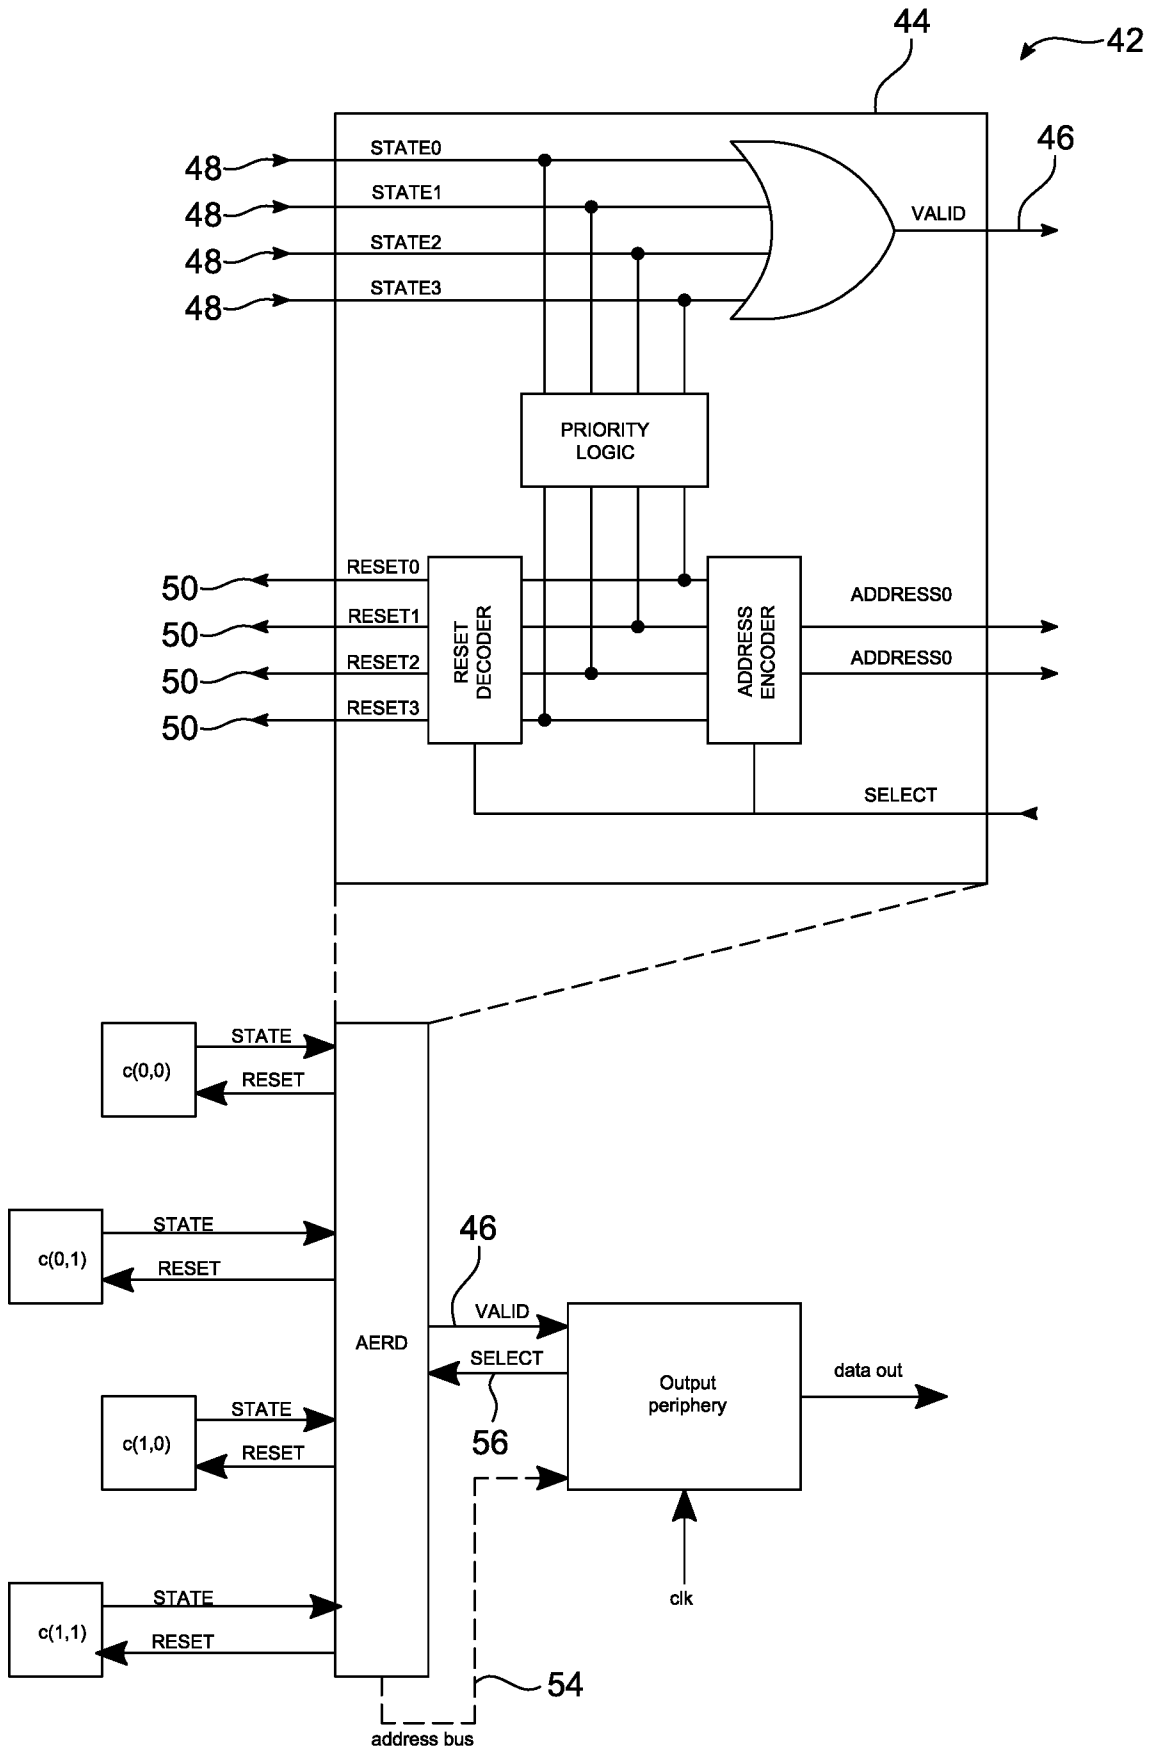 44
42
48
STATE0
46
48
STATE1
VALID
48
STATE2
48
STATE3
PRIORITY
LOGIC
50
RESET0
50
RESET1
50
RESET2
50
RESET3
RESET
DECODER
ADDRESS
ENCODER
ADDRESS0
ADDRESS0
SELECT
c(0,0)
STATE
RESET
c(0,1)
STATE
RESET
AERD
46
VALID
SELECT
56
Output
periphery
data out
clk
c(1,0)
STATE
RESET
c(1,1)
STATE
RESET
54
address bus